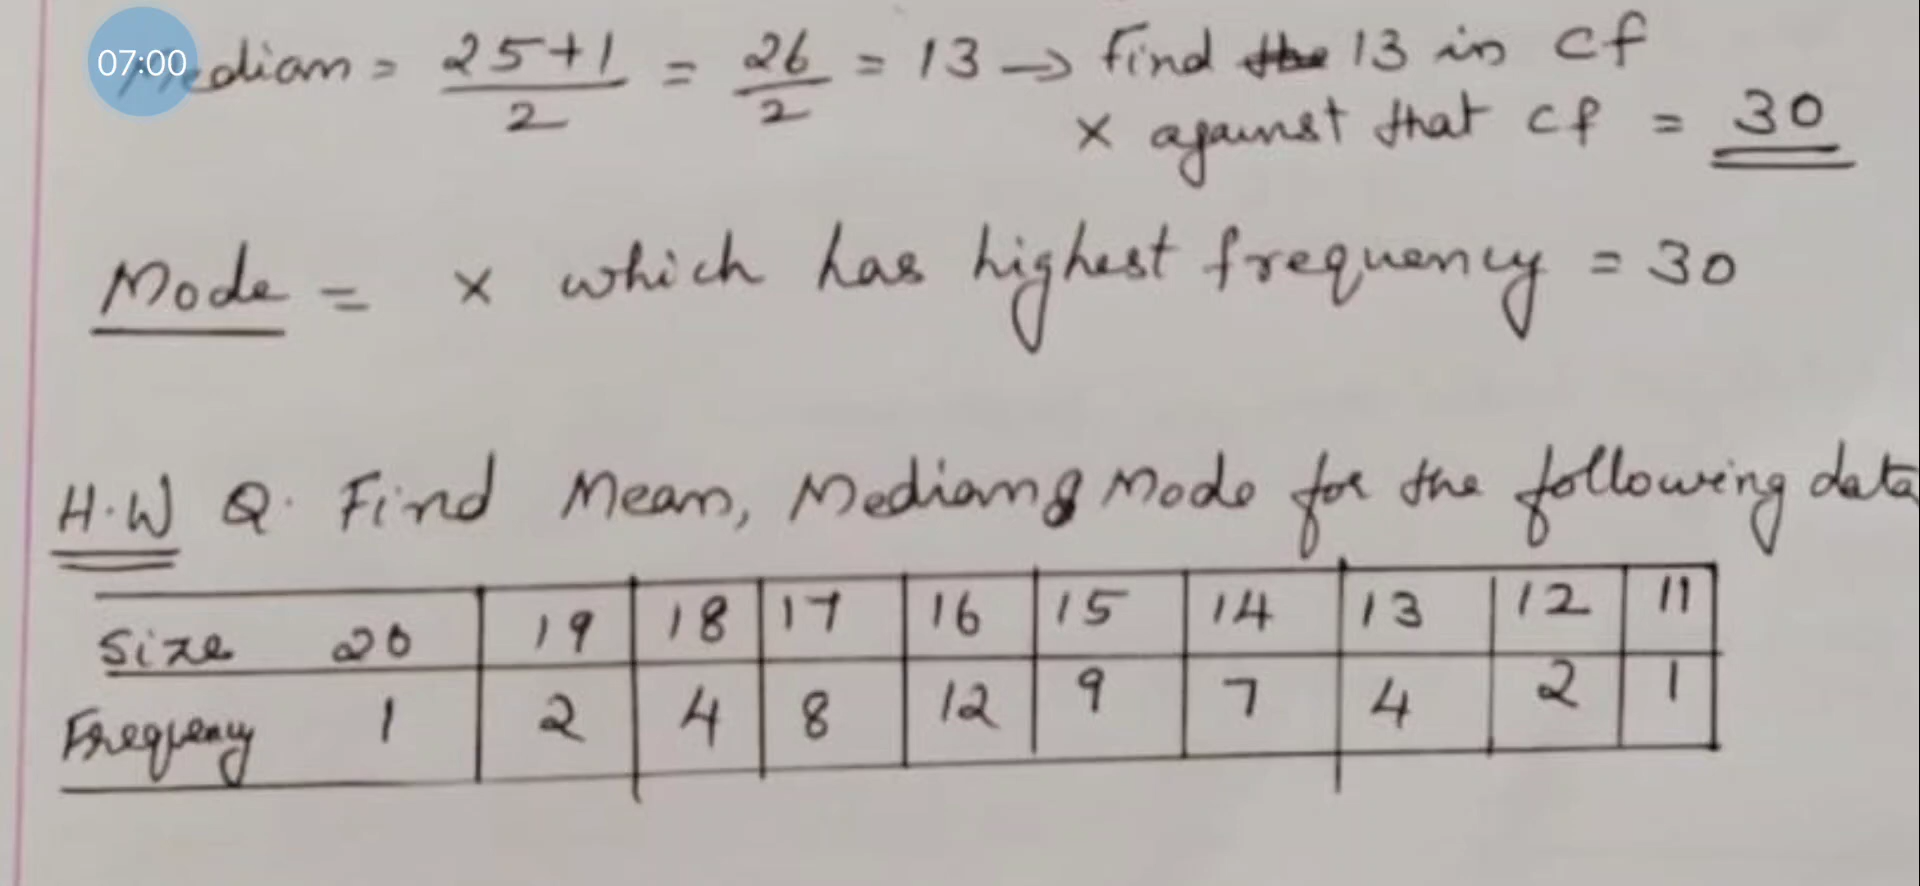 07:00
Median = 25+1/2 = 26/2 = 13 → Find the 13 in cf
x against that cf = 30
Mode = x which has highest frequency = 30
H.W Q. Find Mean, Median & Mode for the following data
Size 20 19 18 17 16 15 14 13 12 11
Frequency 1 2 4 8 12 9 7 4 2 1